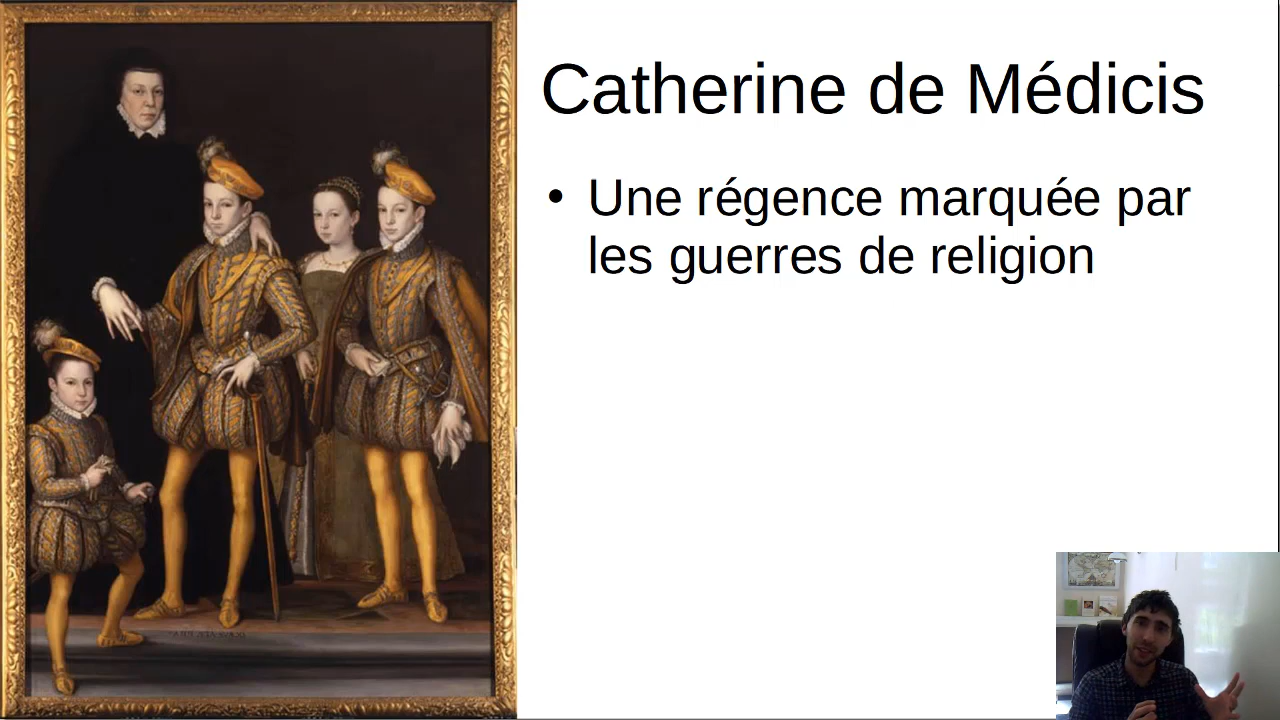 Catherine de Médicis
• Une régence marquée par
les guerres de religion